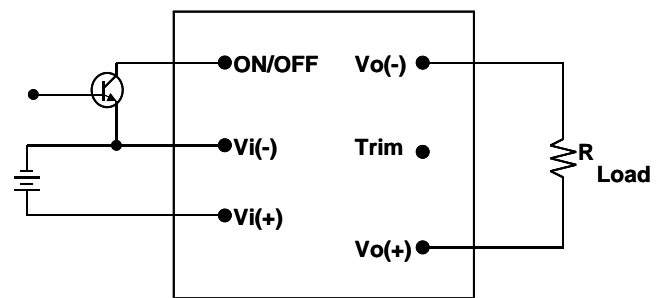 ON/OFF
Vo(-)
Vi(-)
Trim
R
Load
Vi(+)
Vo(+)